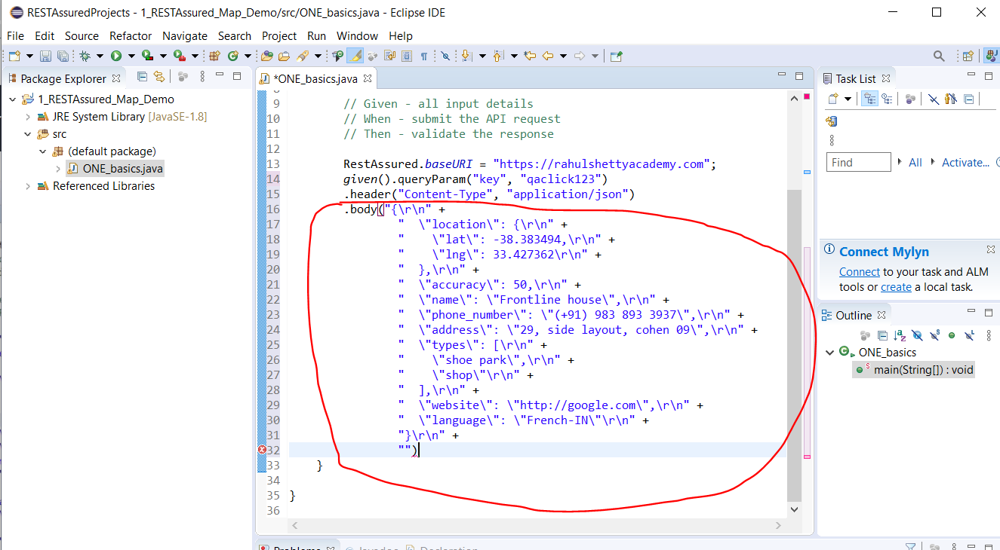 RESTAssuredProjects - 1_RESTAssured_Map_Demo/src/ONE_basics.java - Eclipse IDE
File Edit Source Refactor Navigate Search Project Run Window Help
Package Explorer
1_RESTAssured_Map_Demo
JRE System Library [JavaSE-1.8]
src
(default package)
ONE_basics.java
Referenced Libraries
*ONE_basics.java
9 // Given - all input details
10 // When - submit the API request
11 // Then - validate the response
12
13 RestAssured.baseURI = "https://rahulshettyacademy.com";
14 given().queryParam("key", "qaclick123")
15 .header("Content-Type", "application/json")
16 .body("{\r\n" +
17 "  \"location\": {\r\n" +
18 "    \"lat\": -38.383494,\r\n" +
19 "    \"lng\": 33.427362\r\n" +
20 "  },\r\n" +
21 "  \"accuracy\": 50,\r\n" +
22 "  \"name\": \"Frontline house\",\r\n" +
23 "  \"phone_number\": \"(+91) 983 893 3937\",\r\n" +
24 "  \"address\": \"29, side layout, cohen 09\",\r\n" +
25 "  \"types\": [\r\n" +
26 "    \"shoe park\",\r\n" +
27 "    \"shop\"\r\n" +
28 "  ],\r\n" +
29 "  \"website\": \"http://google.com\",\r\n" +
30 "  \"language\": \"French-IN\"\r\n" +
31 "}\r\n" +
32 "")
33 }
34
35 }
36
Task List
Find All Activate...
Connect Mylyn
Connect to your task and ALM
tools or create a local task.
Outline
ONE_basics
main(String[]) : void
Problems Javadoc Declaration